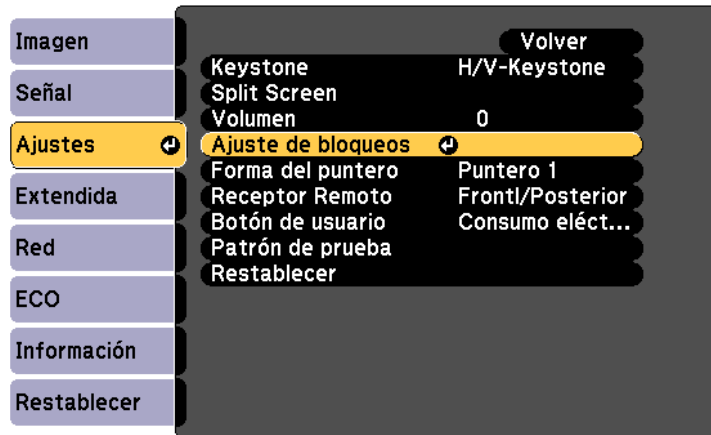 Imagen
Señal
Ajustes
Extendida
Red
ECO
Información
Restablecer
Volver
Keystone H/V-Keystone
Split Screen
Volumen 0
Ajuste de bloqueos
Forma del puntero Puntero 1
Receptor Remoto Frontl/Posterior
Botón de usuario Consumo eléct...
Patrón de prueba
Restablecer